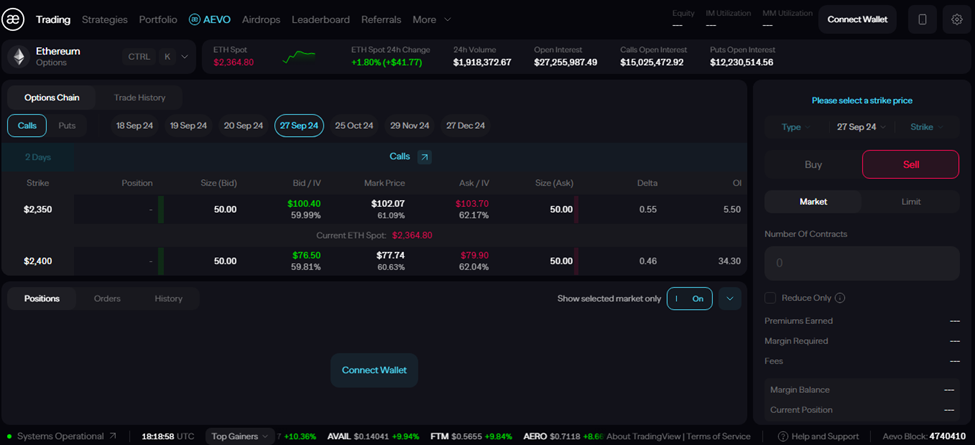 Trading Strategies Portfolio AEVO Airdrops Leaderboard Referrals More
Equity IM Utilization MM Utilization
--- --- ---
Connect Wallet
Ethereum
Options
CTRL K
ETH Spot ETH Spot 24h Change 24h Volume Open Interest Calls Open Interest Puts Open Interest
$2,364.80 +1.80% (+$41.77) $1,918,372.67 $27,255,987.49 $15,025,472.92 $12,230,514.56
Options Chain Trade History
Calls Puts 18 Sep 24 19 Sep 24 20 Sep 24 27 Sep 24 25 Oct 24 29 Nov 24 27 Dec 24
2 Days Calls
Strike Position Size (Bid) Bid / IV Mark Price Ask / IV Size (Ask) Delta OI
$2,350 - 50.00 $100.40 $102.07 $103.70 50.00 0.55 5.50
59.99% 61.09% 62.17%
Current ETH Spot: $2,364.80
$2,400 - 50.00 $76.50 $77.74 $79.90 50.00 0.46 34.30
59.81% 60.63% 62.04%
Positions Orders History
Show selected market only On
Connect Wallet
Please select a strike price
Type 27 Sep 24 Strike
Buy Sell
Market Limit
Number Of Contracts
0
Reduce Only
Premiums Earned ---
Margin Required ---
Fees ---
Margin Balance ---
Current Position ---
Systems Operational 18:18:58 UTC Top Gainers +10.36% AVAIL $0.14041 +9.94% FTM $0.5655 +9.84% AERO $0.7118 About TradingView | Terms of Service Help and Support Aevo Block: 4740410